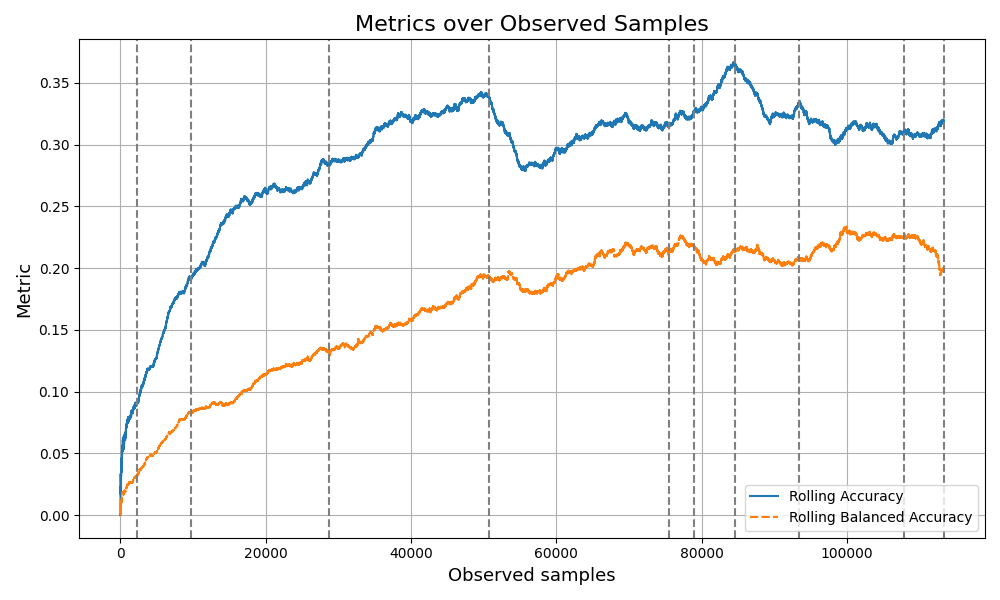 Metrics over Observed Samples
Metric
0.35
0.30
0.25
0.20
0.15
0.10
0.05
0.00
0
20000
40000
60000
80000
100000
Observed samples
Rolling Accuracy
Rolling Balanced Accuracy